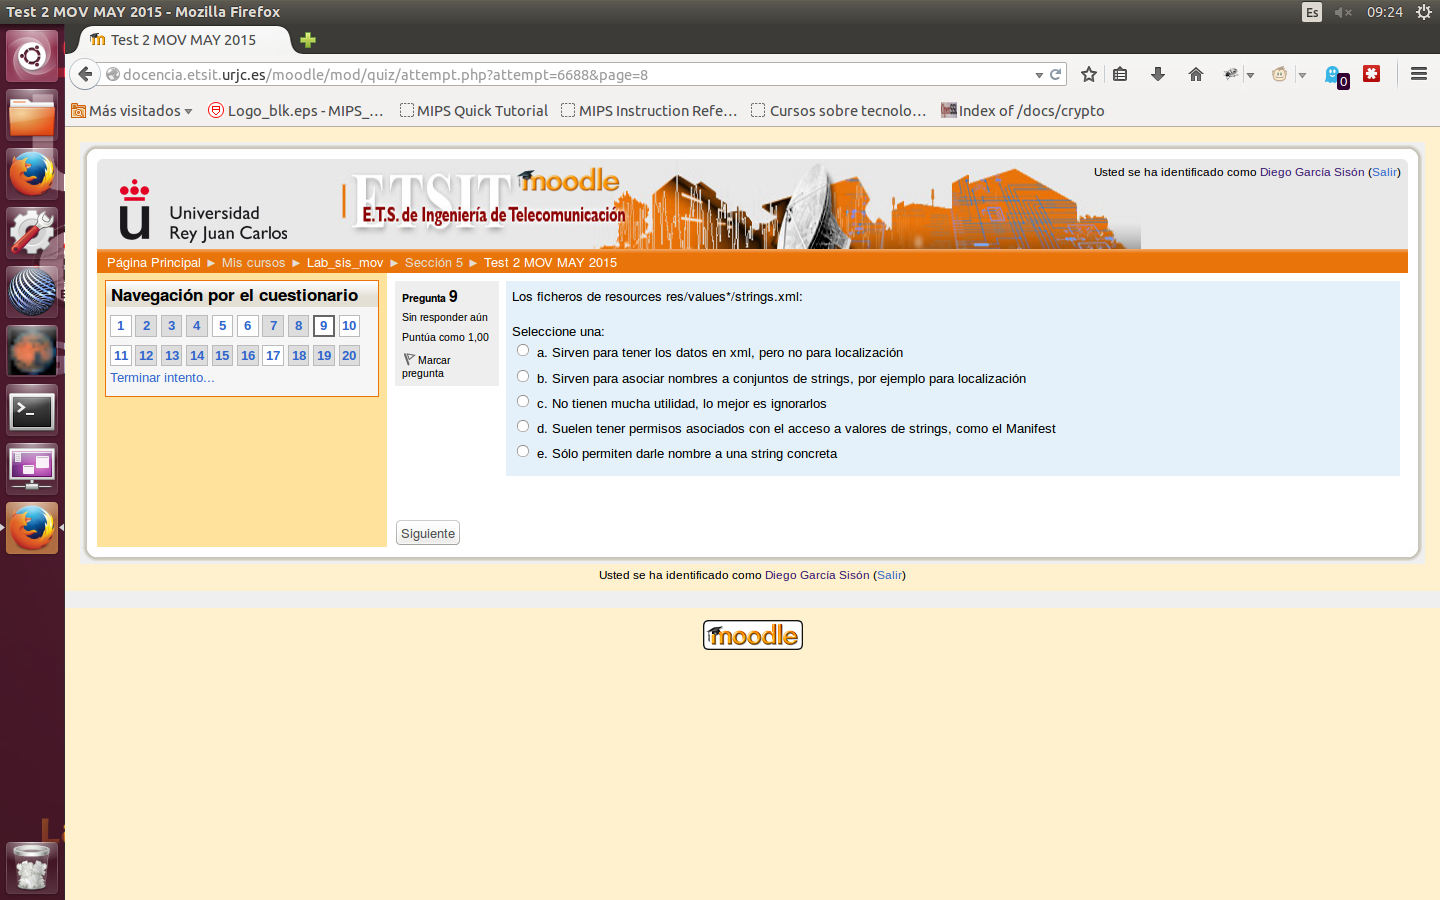 Test 2 MOV MAY 2015 - Mozilla Firefox
Es
09:24
Test 2 MOV MAY 2015
docencia.etsit.urjc.es/moodle/mod/quiz/attempt.php?attempt=6688&page=8
0
Más visitados
Logo_blk.eps - MIPS_...
MIPS Quick Tutorial
MIPS Instruction Refe...
Cursos sobre tecnolo...
Index of /docs/crypto
Universidad
Rey Juan Carlos
ETSIT
moodle
E.T.S. de Ingeniería de Telecomunicación
Usted se ha identificado como Diego García Sisón (Salir)
Página Principal ► Mis cursos ► Lab_sis_mov ► Sección 5 ► Test 2 MOV MAY 2015
Navegación por el cuestionario
1 2 3 4 5 6 7 8 9 10
11 12 13 14 15 16 17 18 19 20
Terminar intento...
Pregunta 9
Sin responder aún
Puntúa como 1,00
Marcar
pregunta
Los ficheros de resources res/values*/strings.xml:
Seleccione una:
a. Sirven para tener los datos en xml, pero no para localización
b. Sirven para asociar nombres a conjuntos de strings, por ejemplo para localización
c. No tienen mucha utilidad, lo mejor es ignorarlos
d. Suelen tener permisos asociados con el acceso a valores de strings, como el Manifest
e. Sólo permiten darle nombre a una string concreta
Siguiente
Usted se ha identificado como Diego García Sisón (Salir)
moodle